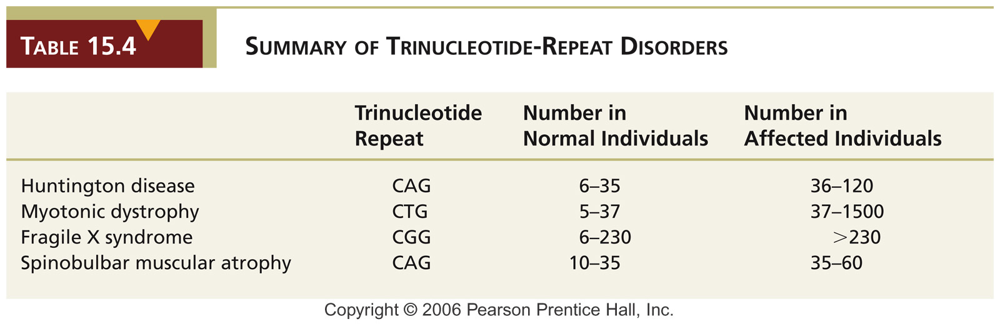 TABLE 15.4 SUMMARY OF TRINUCLEOTIDE-REPEAT DISORDERS
Trinucleotide Number in Number in
Repeat Normal Individuals Affected Individuals
Huntington disease CAG 6–35 36–120
Myotonic dystrophy CTG 5–37 37–1500
Fragile X syndrome CGG 6–230 >230
Spinobulbar muscular atrophy CAG 10–35 35–60
Copyright © 2006 Pearson Prentice Hall, Inc.